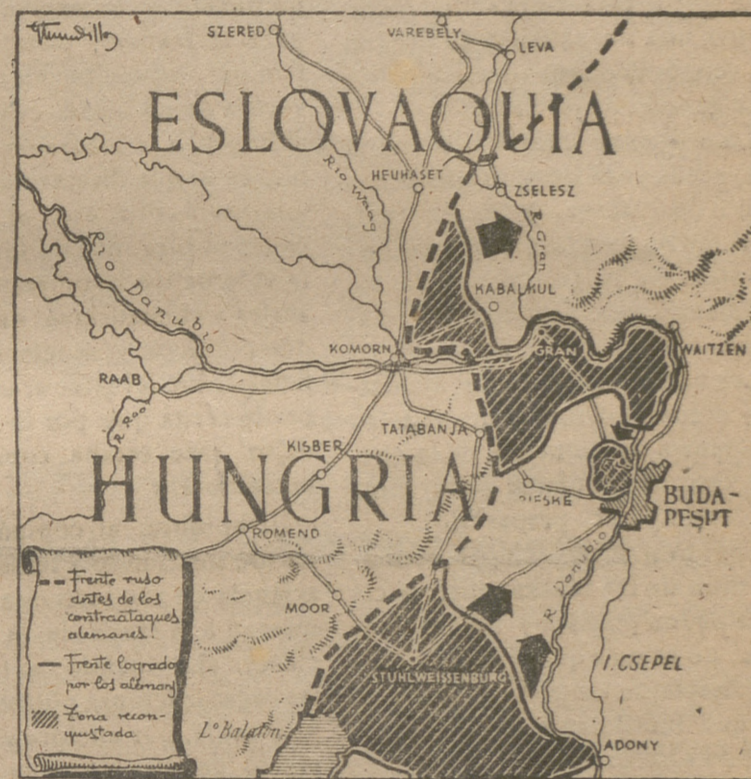 SZERED
VAREBELY
LEVA
ESLOVAQUIA
Rio Waag
HEUHASET
ZSELESZ
R. Gran
Rio Danubio
KABALKUL
KOMORN
GRAN
WAITZEN
RAAB
R. Raa
TATABANJA
KISBER
HUNGRIA
BUDA-
PESPT
ROMEND
R Danubio
MOOR
Frente ruso
antes de los
contraataques
alemanes.
Frente logrado
por los aleman
Zona recon-
quistada
STUHLWEISSENBURG
I. CSEPEL
Lº Balaton
ADONY